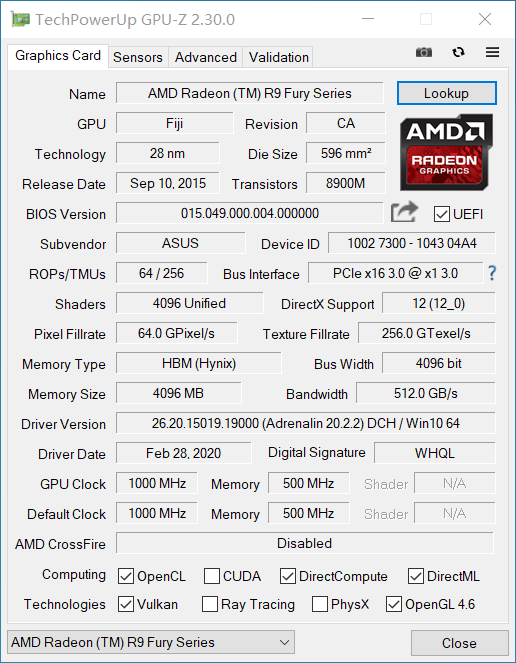 TechPowerUp GPU-Z 2.30.0
Graphics Card Sensors Advanced Validation
Name AMD Radeon (TM) R9 Fury Series Lookup
GPU Fiji Revision CA
AMD
RADEON
GRAPHICS
Technology 28 nm Die Size 596 mm²
Release Date Sep 10, 2015 Transistors 8900M
BIOS Version 015.049.000.004.000000 UEFI
Subvendor ASUS Device ID 1002 7300 - 1043 04A4
ROPs/TMUs 64 / 256 Bus Interface PCIe x16 3.0 @ x1 3.0 ?
Shaders 4096 Unified DirectX Support 12 (12_0)
Pixel Fillrate 64.0 GPixel/s Texture Fillrate 256.0 GTexel/s
Memory Type HBM (Hynix) Bus Width 4096 bit
Memory Size 4096 MB Bandwidth 512.0 GB/s
Driver Version 26.20.15019.19000 (Adrenalin 20.2.2) DCH / Win10 64
Driver Date Feb 28, 2020 Digital Signature WHQL
GPU Clock 1000 MHz Memory 500 MHz Shader N/A
Default Clock 1000 MHz Memory 500 MHz Shader N/A
AMD CrossFire Disabled
Computing OpenCL CUDA DirectCompute DirectML
Technologies Vulkan Ray Tracing PhysX OpenGL 4.6
AMD Radeon (TM) R9 Fury Series Close